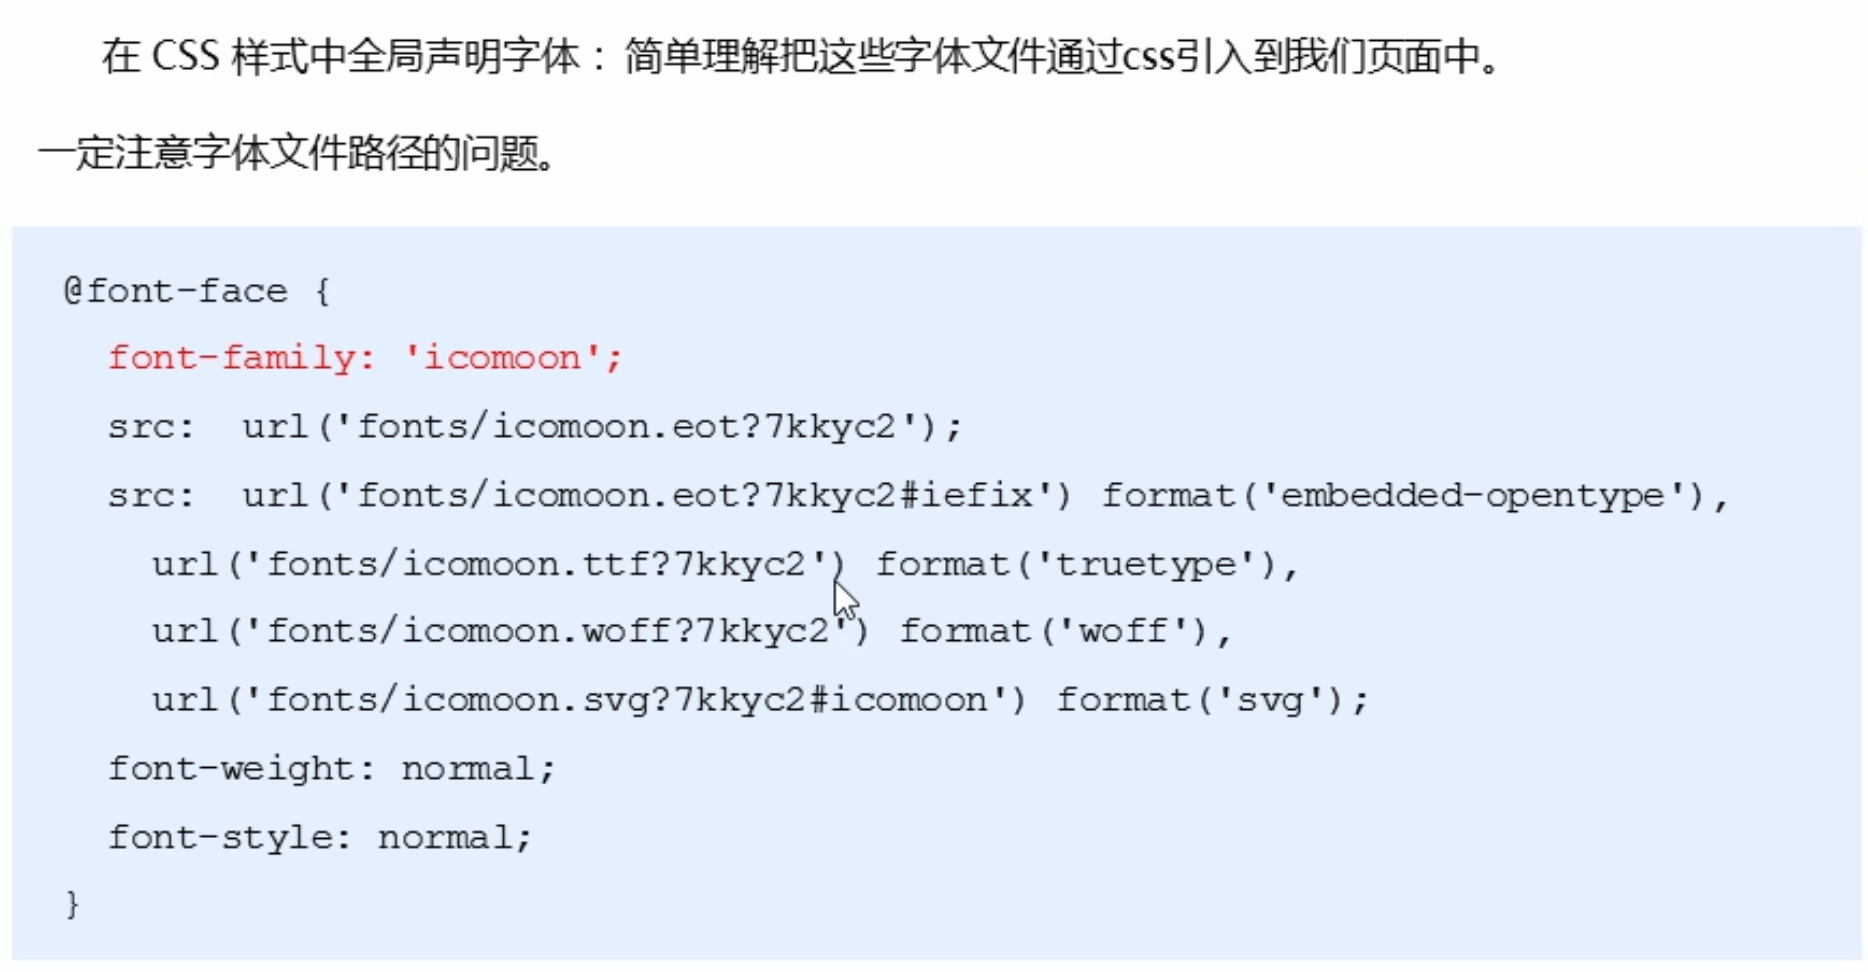 在 CSS 样式中全局声明字体：简单理解把这些字体文件通过css引入到我们页面中。
一定注意字体文件路径的问题。
@font-face {
font-family: 'icomoon';
src:  url('fonts/icomoon.eot?7kkyc2');
src:  url('fonts/icomoon.eot?7kkyc2#iefix') format('embedded-opentype'),
url('fonts/icomoon.ttf?7kkyc2') format('truetype'),
url('fonts/icomoon.woff?7kkyc2') format('woff'),
url('fonts/icomoon.svg?7kkyc2#icomoon') format('svg');
font-weight: normal;
font-style: normal;
}